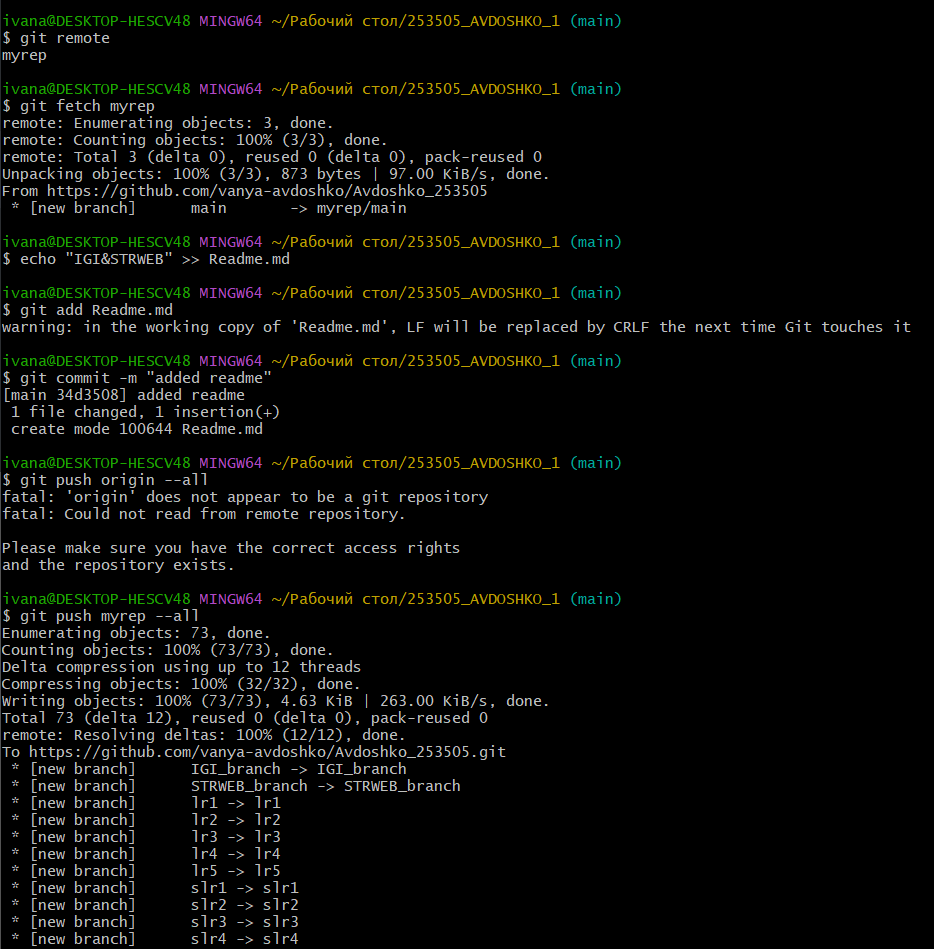 ivana@DESKTOP-HESCV48 MINGW64 ~/Рабочий стол/253505_AVDOSHKO_1 (main)
$ git remote
myrep
ivana@DESKTOP-HESCV48 MINGW64 ~/Рабочий стол/253505_AVDOSHKO_1 (main)
$ git fetch myrep
remote: Enumerating objects: 3, done.
remote: Counting objects: 100% (3/3), done.
remote: Total 3 (delta 0), reused 0 (delta 0), pack-reused 0
Unpacking objects: 100% (3/3), 873 bytes | 97.00 KiB/s, done.
From https://github.com/vanya-avdoshko/Avdoshko_253505
 * [new branch]      main       -> myrep/main
ivana@DESKTOP-HESCV48 MINGW64 ~/Рабочий стол/253505_AVDOSHKO_1 (main)
$ echo "IGI&STRWEB" >> Readme.md
ivana@DESKTOP-HESCV48 MINGW64 ~/Рабочий стол/253505_AVDOSHKO_1 (main)
$ git add Readme.md
warning: in the working copy of 'Readme.md', LF will be replaced by CRLF the next time Git touches it
ivana@DESKTOP-HESCV48 MINGW64 ~/Рабочий стол/253505_AVDOSHKO_1 (main)
$ git commit -m "added readme"
[main 34d3508] added readme
 1 file changed, 1 insertion(+)
 create mode 100644 Readme.md
ivana@DESKTOP-HESCV48 MINGW64 ~/Рабочий стол/253505_AVDOSHKO_1 (main)
$ git push origin --all
fatal: 'origin' does not appear to be a git repository
fatal: Could not read from remote repository.
Please make sure you have the correct access rights
and the repository exists.
ivana@DESKTOP-HESCV48 MINGW64 ~/Рабочий стол/253505_AVDOSHKO_1 (main)
$ git push myrep --all
Enumerating objects: 73, done.
Counting objects: 100% (73/73), done.
Delta compression using up to 12 threads
Compressing objects: 100% (32/32), done.
Writing objects: 100% (73/73), 4.63 KiB | 263.00 KiB/s, done.
Total 73 (delta 12), reused 0 (delta 0), pack-reused 0
remote: Resolving deltas: 100% (12/12), done.
To https://github.com/vanya-avdoshko/Avdoshko_253505.git
 * [new branch]      IGI_branch -> IGI_branch
 * [new branch]      STRWEB_branch -> STRWEB_branch
 * [new branch]      lr1 -> lr1
 * [new branch]      lr2 -> lr2
 * [new branch]      lr3 -> lr3
 * [new branch]      lr4 -> lr4
 * [new branch]      lr5 -> lr5
 * [new branch]      slr1 -> slr1
 * [new branch]      slr2 -> slr2
 * [new branch]      slr3 -> slr3
 * [new branch]      slr4 -> slr4